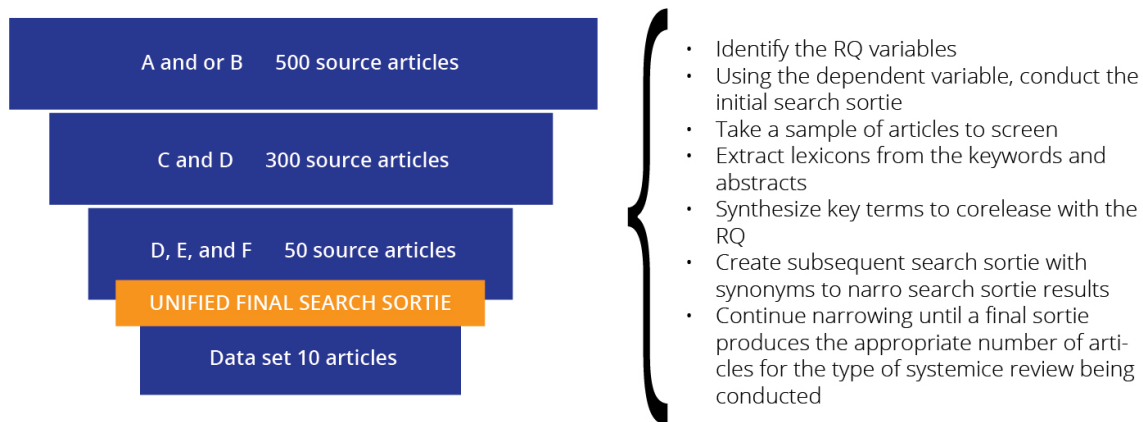 A and or B 500 source articles
C and D 300 source articles
D, E, and F 50 source articles
UNIFIED FINAL SEARCH SORTIE
Data set 10 articles
• Identify the RQ variables
• Using the dependent variable, conduct the
initial search sortie
• Take a sample of articles to screen
• Extract lexicons from the keywords and
abstracts
• Synthesize key terms to corelease with the
RQ
• Create subsequent search sortie with
synonyms to narro search sortie results
• Continue narrowing until a final sortie
produces the appropriate number of arti-
cles for the type of systemice review being
conducted